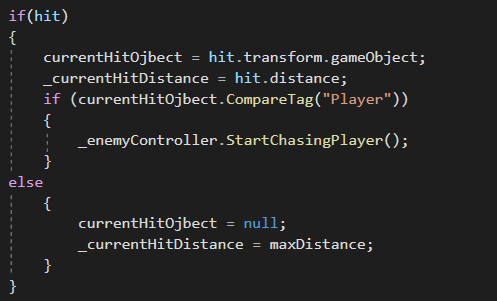 if(hit)
{
currentHitOjbect = hit.transform.gameObject;
_currentHitDistance = hit.distance;
if (currentHitOjbect.CompareTag("Player"))
{
_enemyController.StartChasingPlayer();
}
else
{
currentHitOjbect = null;
_currentHitDistance = maxDistance;
}
}